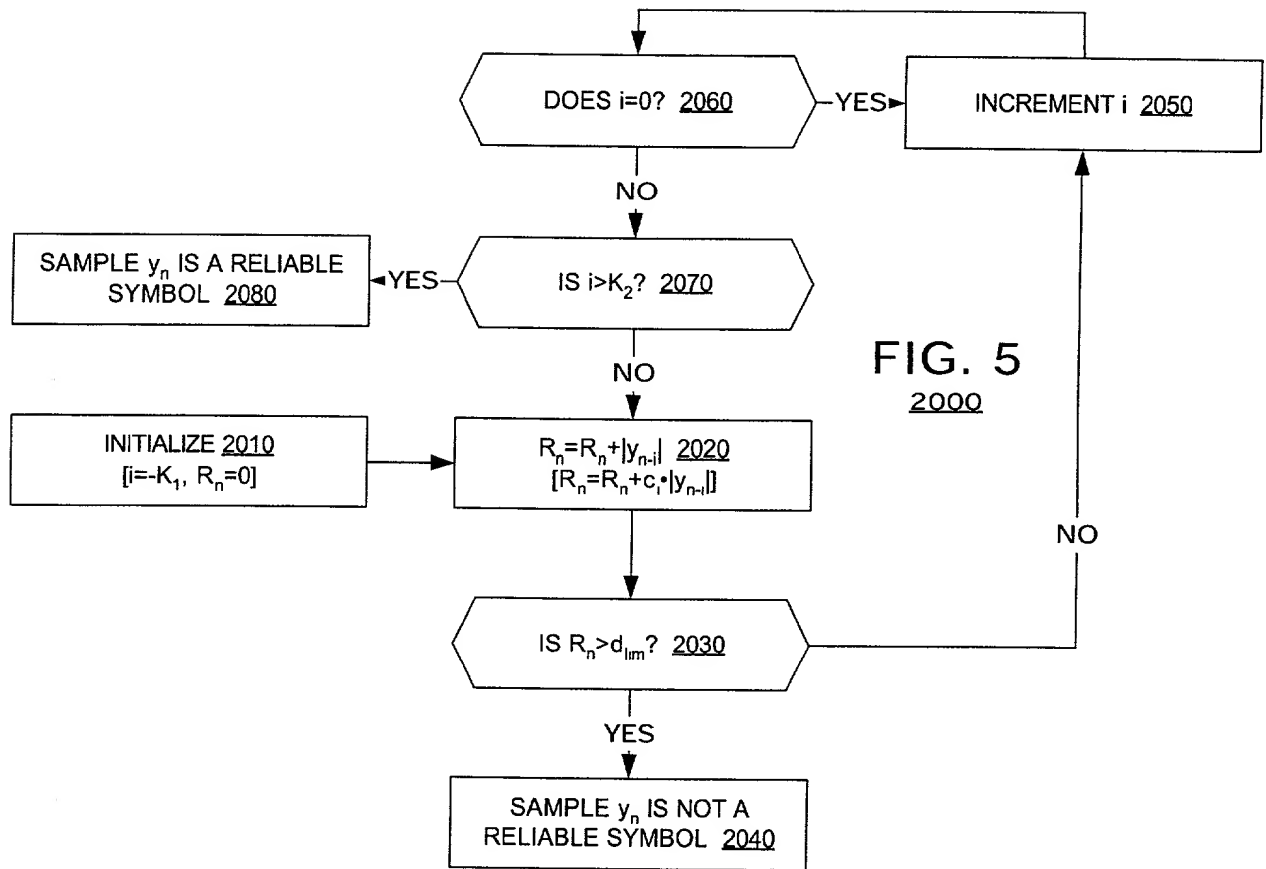 DOES i=0? 2060
YES
INCREMENT i 2050
NO
SAMPLE yₙ IS A RELIABLE
SYMBOL 2080
YES
IS i>K₂? 2070
NO
FIG. 5
2000
INITIALIZE 2010
[i=-K₁, Rₙ=0]
Rₙ=Rₙ+|yₙ₋ᵢ| 2020
[Rₙ=Rₙ+cᵢ•|yₙ₋ᵢ|]
NO
IS Rₙ>d_lim? 2030
YES
SAMPLE yₙ IS NOT A
RELIABLE SYMBOL 2040